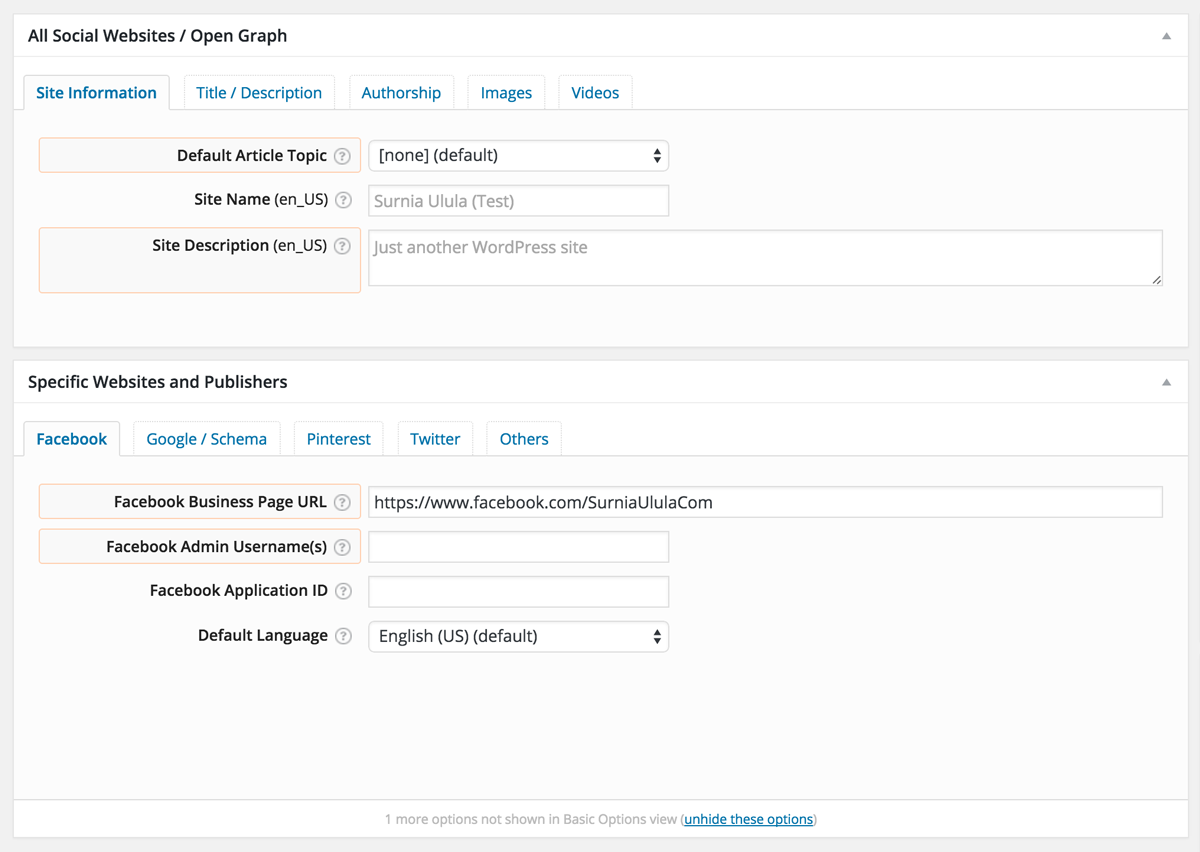 All Social Websites / Open Graph
Site Information Title / Description Authorship Images Videos
Default Article Topic ? [none] (default)
Site Name (en_US) ? Surnia Ulula (Test)
Site Description (en_US) ? Just another WordPress site
Specific Websites and Publishers
Facebook Google / Schema Pinterest Twitter Others
Facebook Business Page URL ? https://www.facebook.com/SurniaUlulaCom
Facebook Admin Username(s) ?
Facebook Application ID ?
Default Language ? English (US) (default)
1 more options not shown in Basic Options view (unhide these options)